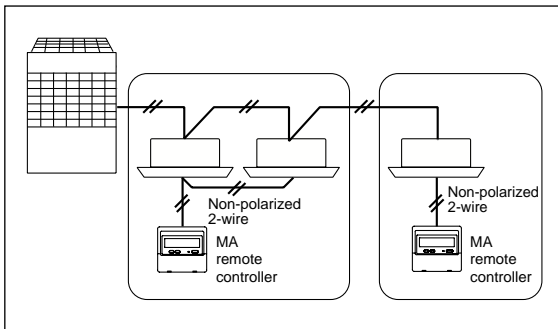 Non-polarized
2-wire
MA
remote
controller
Non-polarized
2-wire
MA
remote
controller